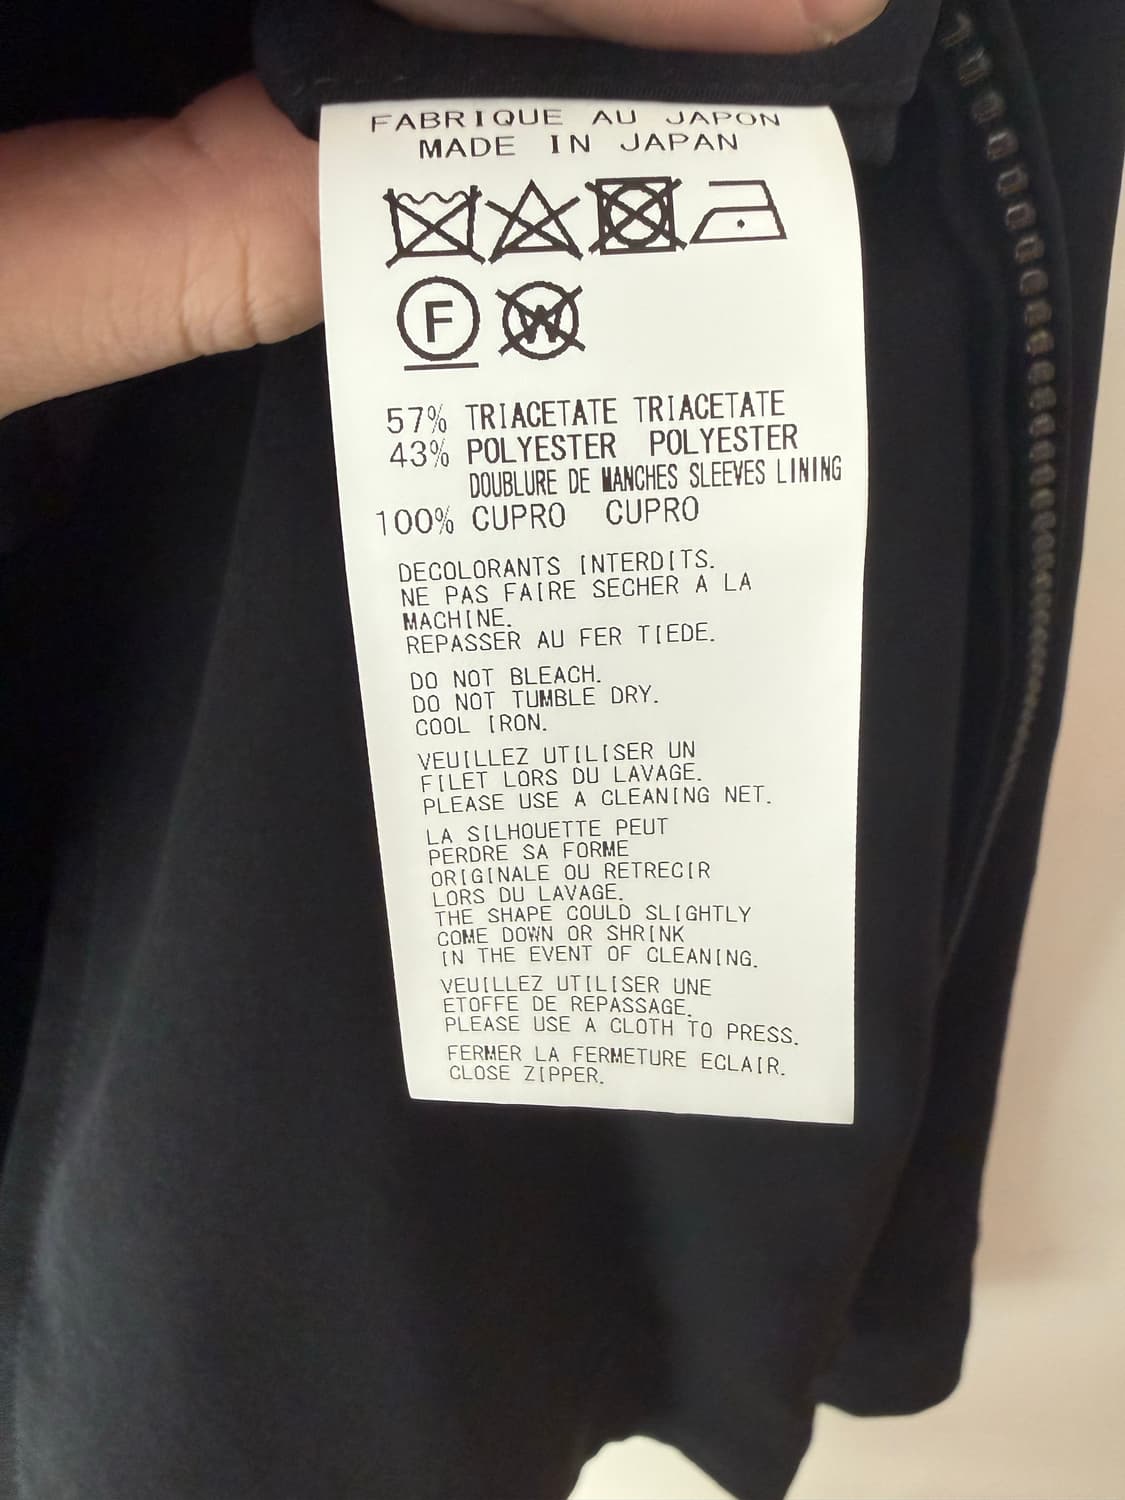 FABRIQUE AU JAPON
MADE IN JAPAN
F W
57% TRIACETATE TRIACETATE
43% POLYESTER POLYESTER
DOUBLURE DE MANCHES SLEEVES LINING
100% CUPRO CUPRO
DECOLORANTS INTERDITS.
NE PAS FAIRE SECHER A LA
MACHINE.
REPASSER AU FER TIEDE.
DO NOT BLEACH.
DO NOT TUMBLE DRY.
COOL IRON.
VEUILLEZ UTILISER UN
FILET LORS DU LAVAGE.
PLEASE USE A CLEANING NET.
LA SILHOUETTE PEUT
PERDRE SA FORME
ORIGINALE OU RETRECIR
LORS DU LAVAGE.
THE SHAPE COULD SLIGHTLY
COME DOWN OR SHRINK
IN THE EVENT OF CLEANING.
VEUILLEZ UTILISER UNE
ETOFFE DE REPASSAGE.
PLEASE USE A CLOTH TO PRESS.
FERMER LA FERMETURE ECLAIR.
CLOSE ZIPPER.